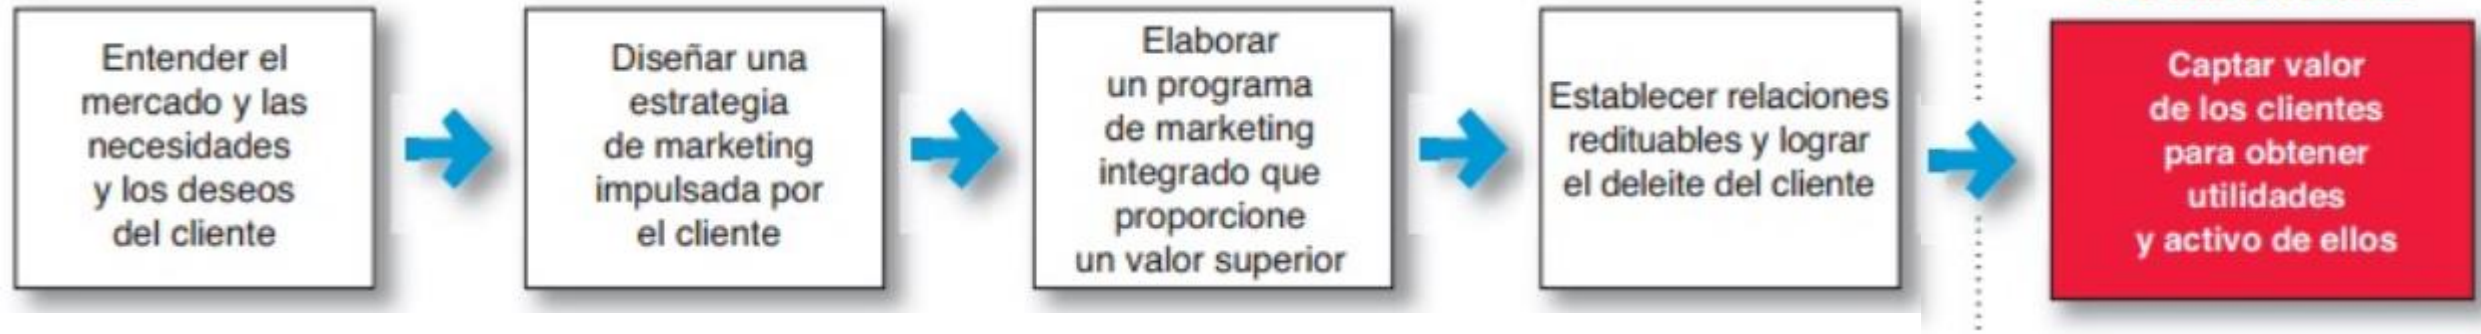 Entender el
mercado y las
necesidades
y los deseos
del cliente
Diseñar una
estrategia
de marketing
impulsada por
el cliente
Elaborar
un programa
de marketing
integrado que
proporcione
un valor superior
Establecer relaciones
redituables y lograr
el deleite del cliente
Captar valor
de los clientes
para obtener
utilidades
y activo de ellos